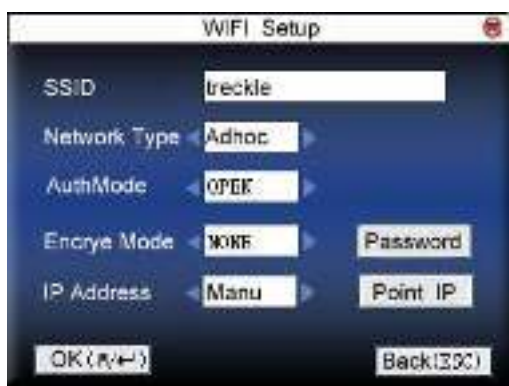 WIFI Setup
SSID treckle
Network Type Adhoc
AuthMode OPEN
Encrye Mode NONE Password
IP Address Manu Point IP
OK(M/↵) Back(ESC)